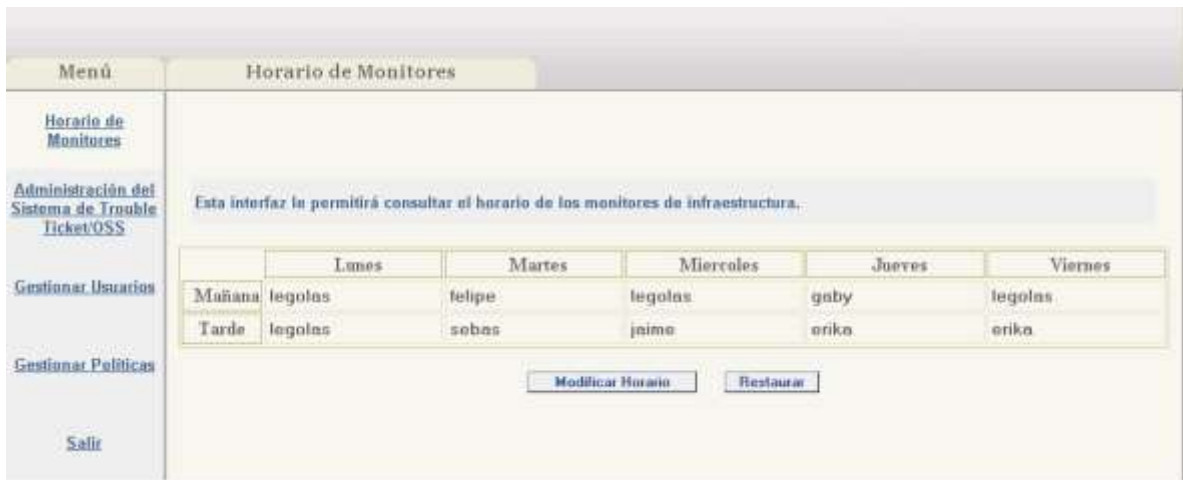 Menú
Horario de Monitores
Horario de
Monitores
Administración del
Sistema de Trouble
Ticket/OSS
Gestionar Usuarios
Gestionar Políticas
Salir
Esta interfaz le permitirá consultar el horario de los monitores de infraestructura.
Lunes Martes Miercoles Jueves Viernes
Mañana legolas felipe legolas gaby legolas
Tarde legolas sebas jaime erika erika
Modificar Horario Restaurar